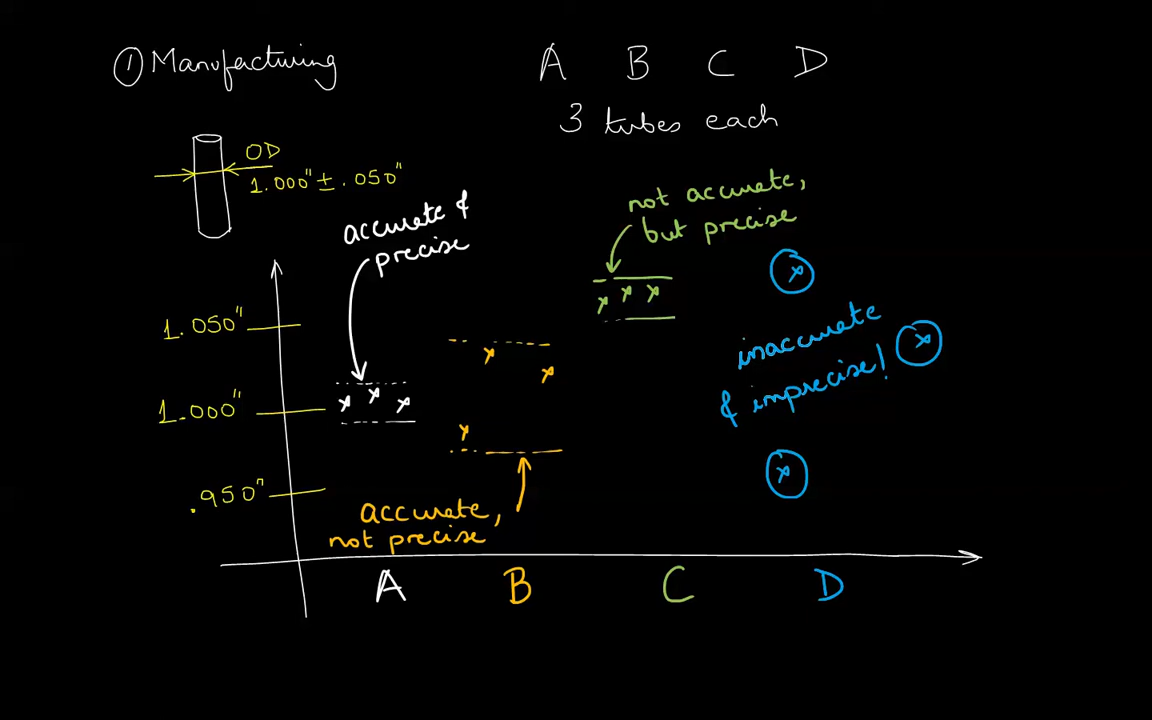 ① Manufacturing
A B C D
3 tubes each
OD
1.000" ± .050"
accurate &
precise
not accurate,
but precise
1.050"
1.000"
.950"
inaccurate
& imprecise!
accurate,
not precise
A B C D